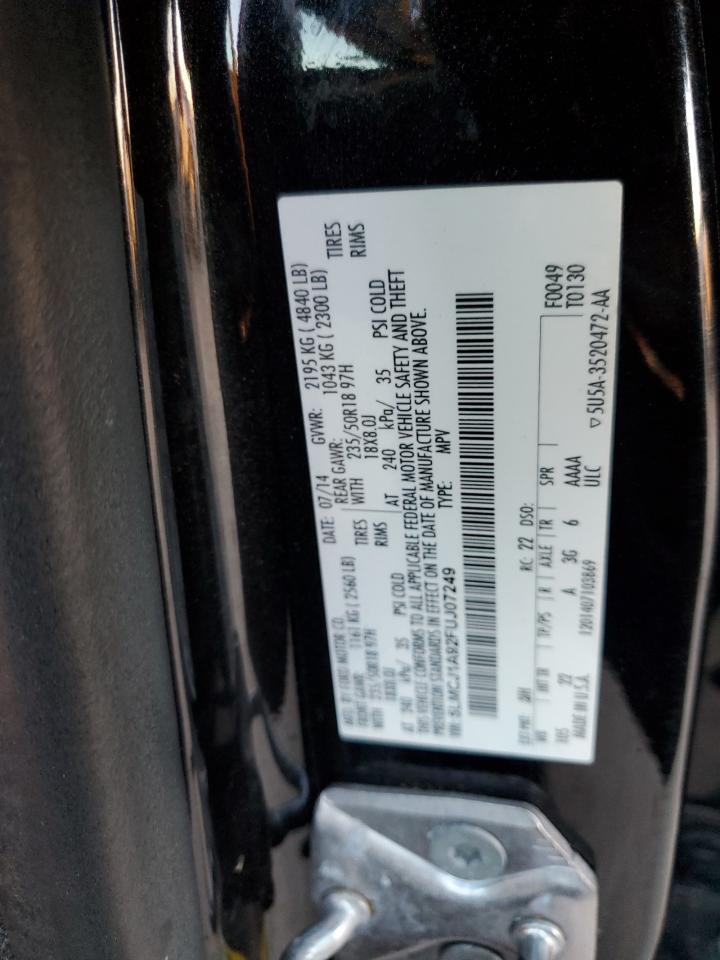 MFD. BY FORD MOTOR CO. DATE: 07/14 GVWR: 2195 KG ( 4840 LB)
FRONT GAWR: 1161 KG ( 2560 LB) REAR GAWR: 1043 KG ( 2300 LB)
WITH 235/50R18 97H TIRES WITH 235/50R18 97H TIRES
18X8.0J RIMS 18X8.0J RIMS
AT 240 kPa/ 35 PSI COLD AT 240 kPa/ 35 PSI COLD
THIS VEHICLE CONFORMS TO ALL APPLICABLE FEDERAL MOTOR VEHICLE SAFETY AND THEFT
PREVENTION STANDARDS IN EFFECT ON THE DATE OF MANUFACTURE SHOWN ABOVE.
VIN: 5LMCJ1A92FUJ07249 TYPE: MPV
F0049
EXT PNT: RC: 22 DSO: T0130
WB INT TR TP/PS R AXLE TR SPR
105 22 A 3G 6 AAAA
MADE IN U.S.A. ULC ▽5U5A-3520472-AA
1201407103869